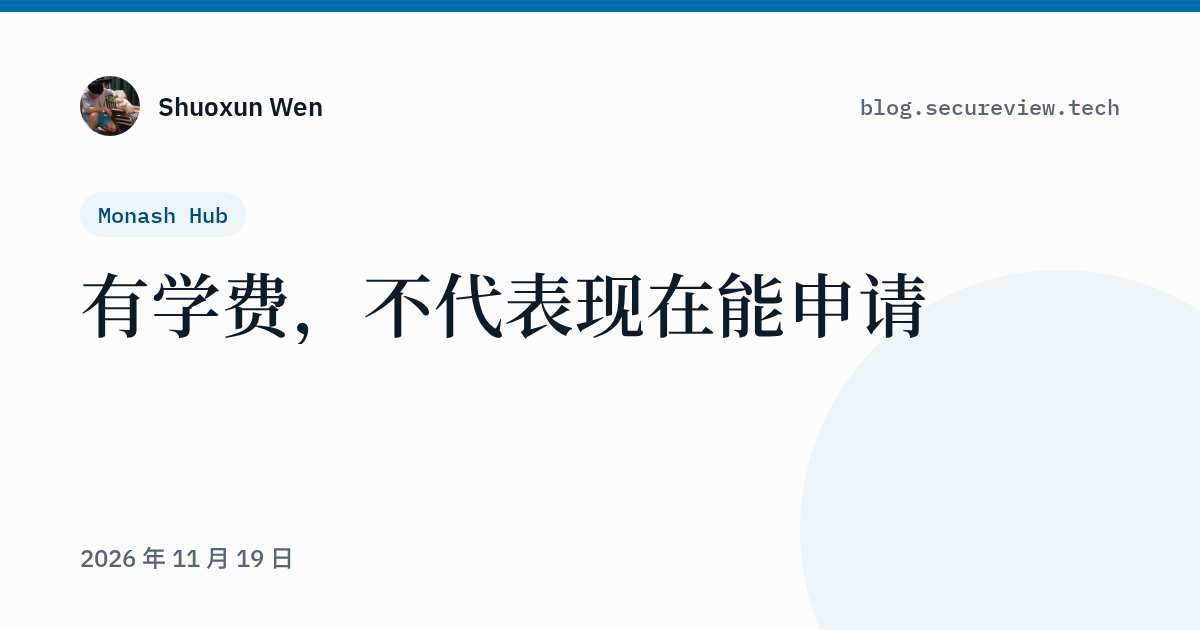 Shuoxun Wen
blog.secureview.tech
Monash Hub
有学费，不代表现在能申请
2026 年 11 月 19 日